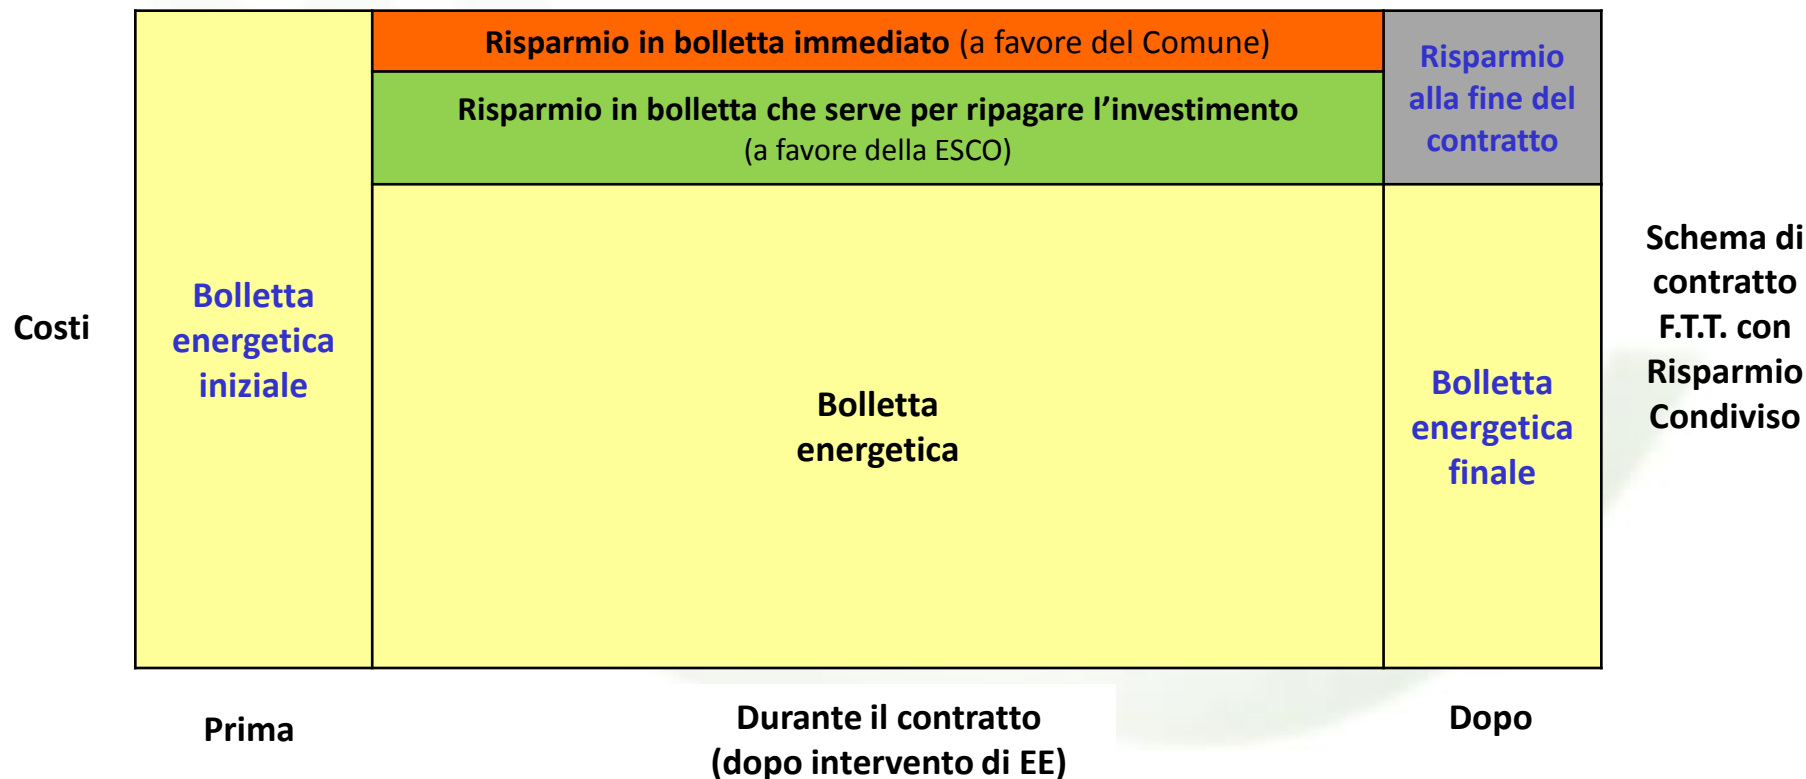 Risparmio in bolletta immediato (a favore del Comune)
Risparmio in bolletta che serve per ripagare l’investimento
(a favore della ESCO)
Risparmio
alla fine del
contratto
Costi
Bolletta
energetica
iniziale
Bolletta
energetica
Bolletta
energetica
finale
Schema di
contratto
F.T.T. con
Risparmio
Condiviso
Prima
Durante il contratto
(dopo intervento di EE)
Dopo